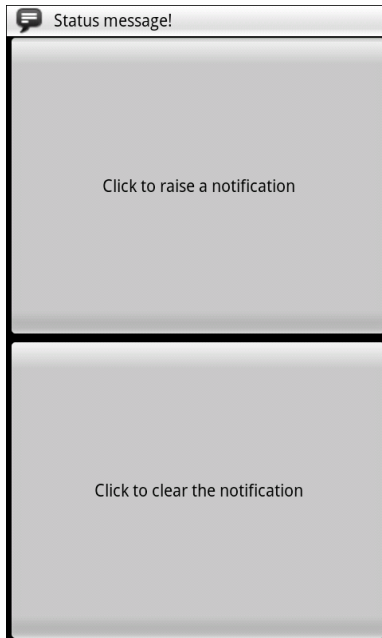 Status message!
Click to raise a notification
Click to clear the notification